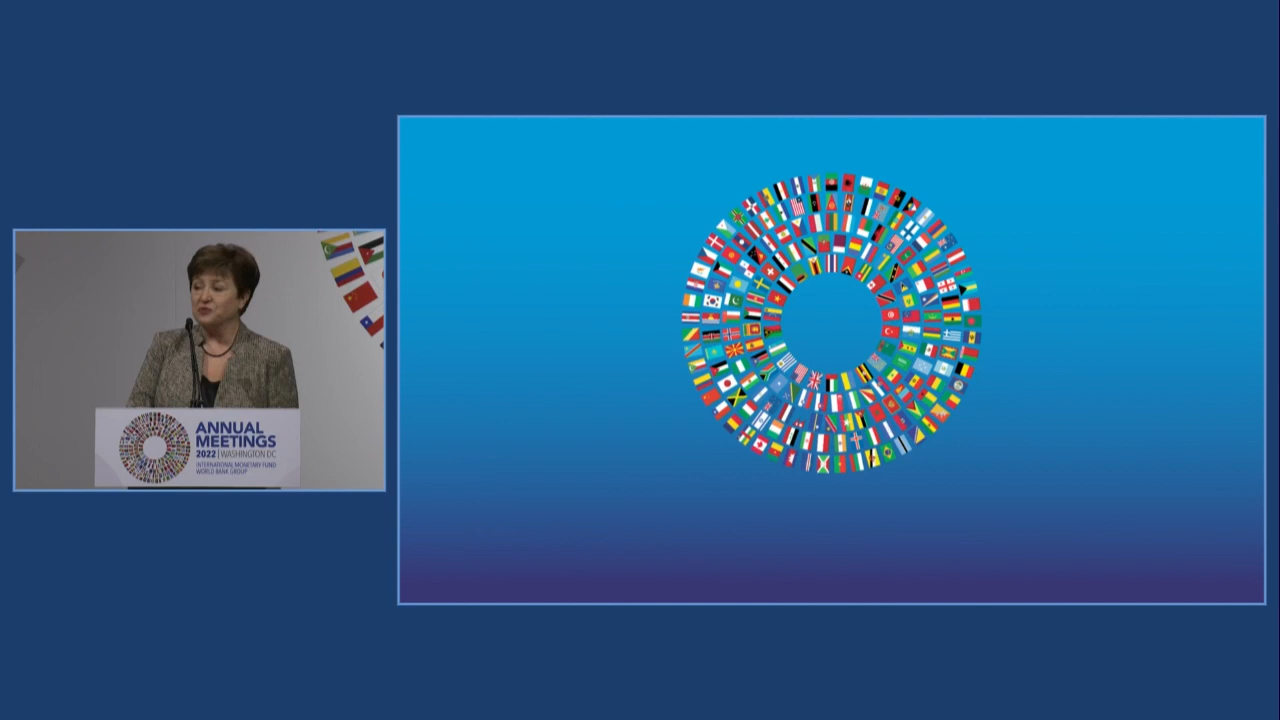 ANNUAL
MEETINGS
2022 | WASHINGTON DC
INTERNATIONAL MONETARY FUND
WORLD BANK GROUP